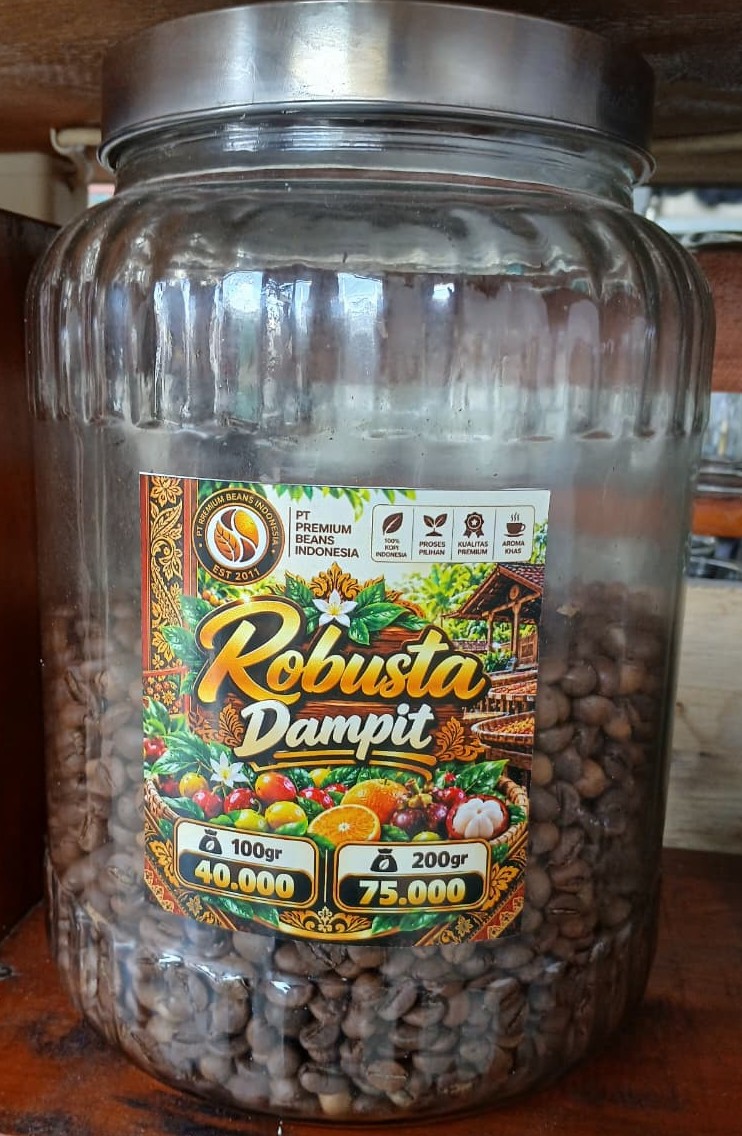 PT PREMIUM BEANS INDONESIA
EST 2011
PT
PREMIUM
BEANS
INDONESIA
100%
KOPI
INDONESIA
PROSES
PILIHAN
KUALITAS
PREMIUM
AROMA
KHAS
Robusta
Dampit
100gr
40.000
200gr
75.000